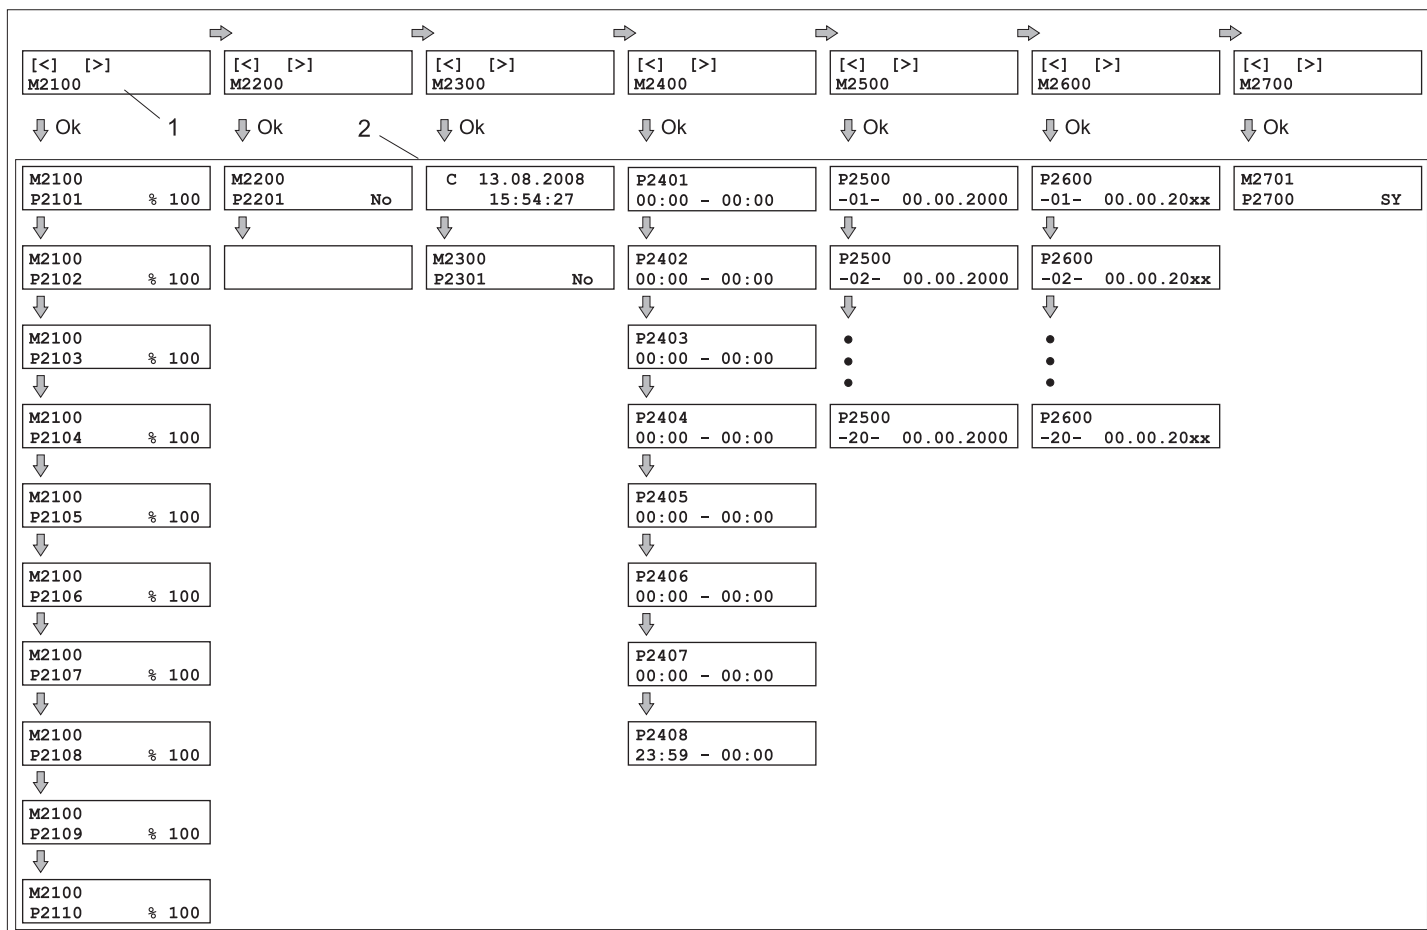 [<] [>]
M2100
[<] [>]
M2200
[<] [>]
M2300
[<] [>]
M2400
[<] [>]
M2500
[<] [>]
M2600
[<] [>]
M2700
Ok
1
Ok
2
Ok
Ok
Ok
Ok
Ok
M2100
P2101 % 100
M2100
P2102 % 100
M2100
P2103 % 100
M2100
P2104 % 100
M2100
P2105 % 100
M2100
P2106 % 100
M2100
P2107 % 100
M2100
P2108 % 100
M2100
P2109 % 100
M2100
P2110 % 100
M2200
P2201 No
C 13.08.2008
15:54:27
M2300
P2301 No
P2401
00:00 - 00:00
P2402
00:00 - 00:00
P2403
00:00 - 00:00
P2404
00:00 - 00:00
P2405
00:00 - 00:00
P2406
00:00 - 00:00
P2407
00:00 - 00:00
P2408
23:59 - 00:00
P2500
-01- 00.00.2000
P2500
-02- 00.00.2000
P2500
-20- 00.00.2000
P2600
-01- 00.00.20xx
P2600
-02- 00.00.20xx
P2600
-20- 00.00.20xx
M2701
P2700 SY